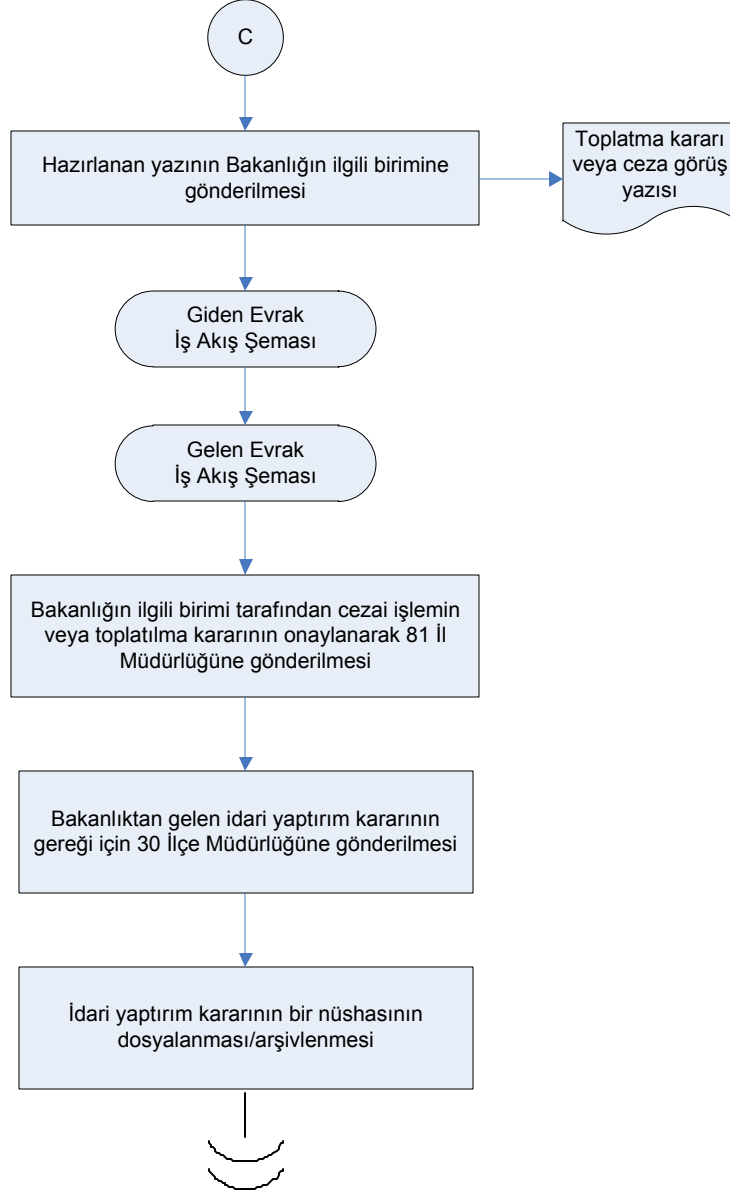 C
Hazırlanan yazının Bakanlığın ilgili birimine
gönderilmesi
Toplatma kararı
veya ceza görüş
yazısı
Giden Evrak
İş Akış Şeması
Gelen Evrak
İş Akış Şeması
Bakanlığın ilgili birimi tarafından cezai işlemin
veya toplatılma kararının onaylanarak 81 İl
Müdürlüğüne gönderilmesi
Bakanlıktan gelen idari yaptırım kararının
gereği için 30 İlçe Müdürlüğüne gönderilmesi
İdari yaptırım kararının bir nüshasının
dosyalanması/arşivlenmesi